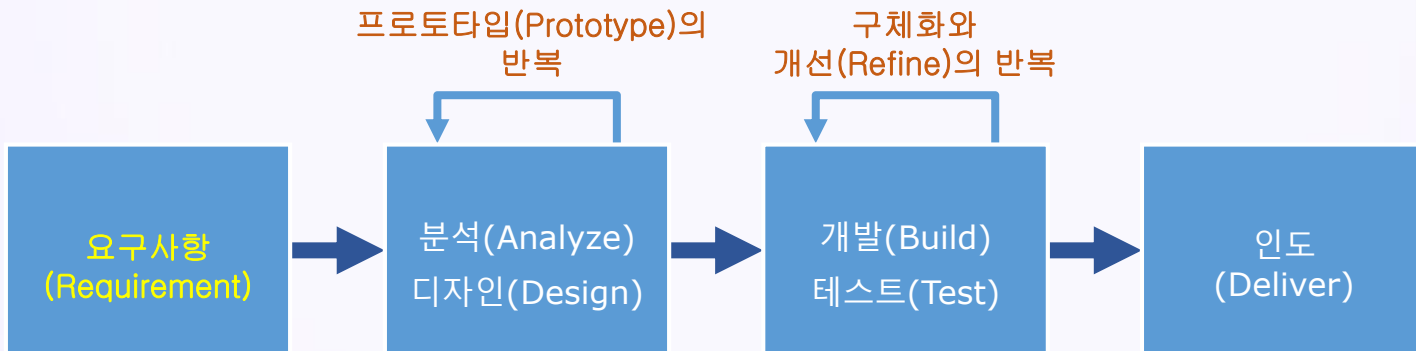 프로토타입(Prototype)의
반복
구체화와
개선(Refine)의 반복
요구사항
(Requirement)
분석(Analyze)
디자인(Design)
개발(Build)
테스트(Test)
인도
(Deliver)